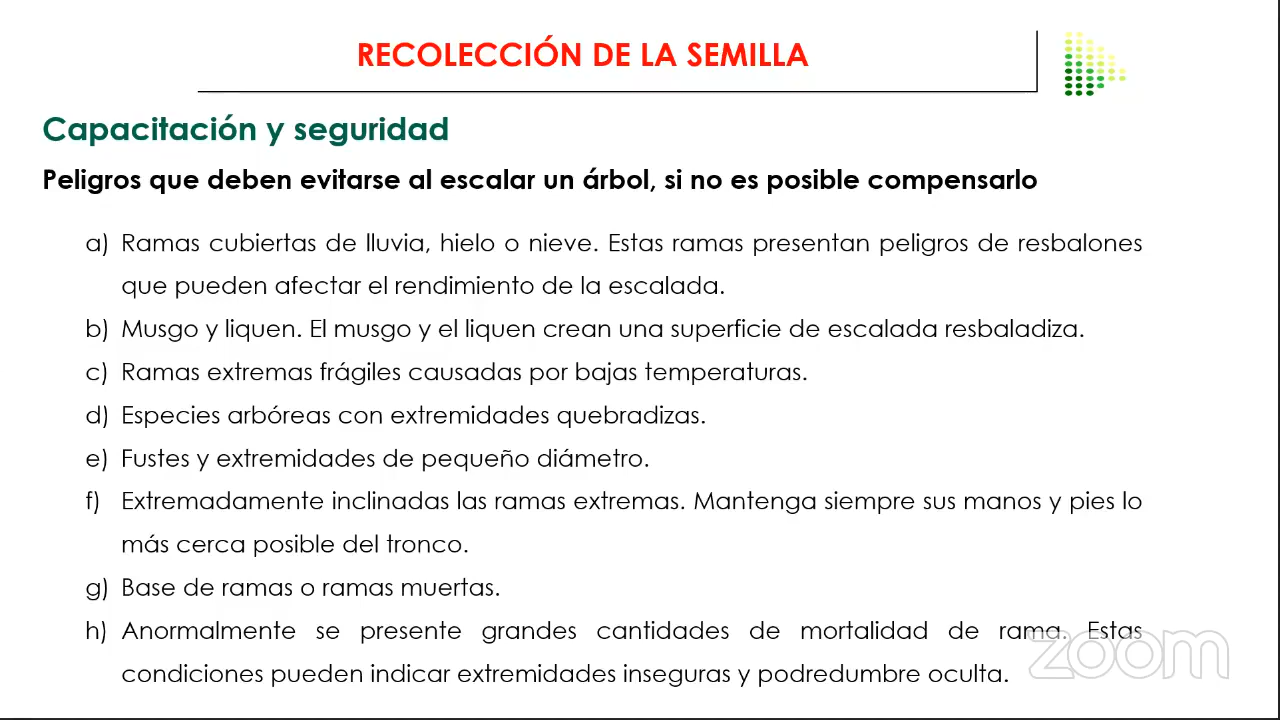 RECOLECCIÓN DE LA SEMILLA
Capacitación y seguridad
Peligros que deben evitarse al escalar un árbol, si no es posible compensarlo
a) Ramas cubiertas de lluvia, hielo o nieve. Estas ramas presentan peligros de resbalones
que pueden afectar el rendimiento de la escalada.
b) Musgo y liquen. El musgo y el liquen crean una superficie de escalada resbaladiza.
c) Ramas extremas frágiles causadas por bajas temperaturas.
d) Especies arbóreas con extremidades quebradizas.
e) Fustes y extremidades de pequeño diámetro.
f) Extremadamente inclinadas las ramas extremas. Mantenga siempre sus manos y pies lo
más cerca posible del tronco.
g) Base de ramas o ramas muertas.
h) Anormalmente se presente grandes cantidades de mortalidad de rama. Estas
condiciones pueden indicar extremidades inseguras y podredumbre oculta.
zoom